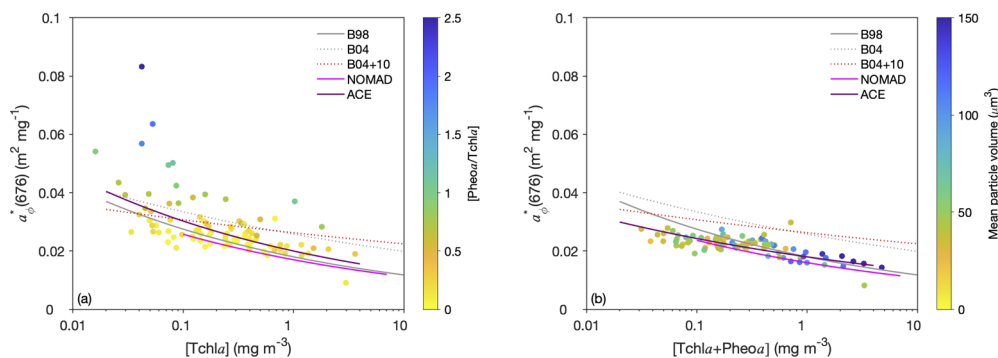 0.1
0.08
0.06
0.04
0.02
0
a*ϕ(676) (m² mg⁻¹)
B98
B04
B04+10
NOMAD
ACE
(a)
0.01
0.1
1
10
[Tchla] (mg m⁻³)
2.5
2
1.5
1
0.5
0
[Pheoa/Tchla]
0.1
0.08
0.06
0.04
0.02
0
a*ϕ(676) (m² mg⁻¹)
B98
B04
B04+10
NOMAD
ACE
(b)
0.01
0.1
1
10
[Tchla+Pheoa] (mg m⁻³)
150
100
50
0
Mean particle volume (μm³)